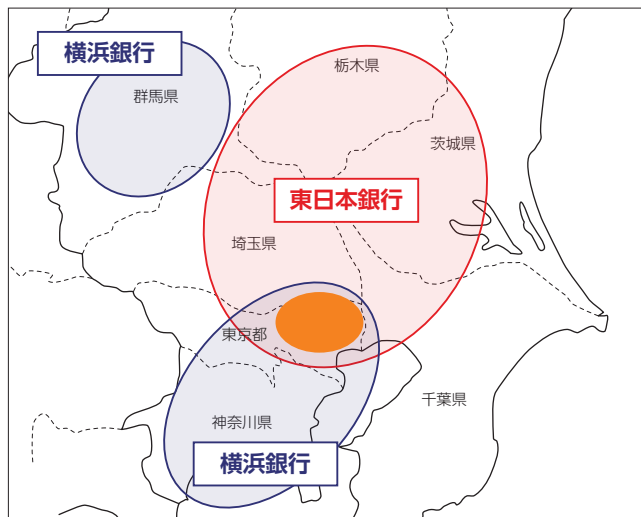 横浜銀行
栃木県
群馬県
茨城県
東日本銀行
埼玉県
東京都
千葉県
神奈川県
横浜銀行